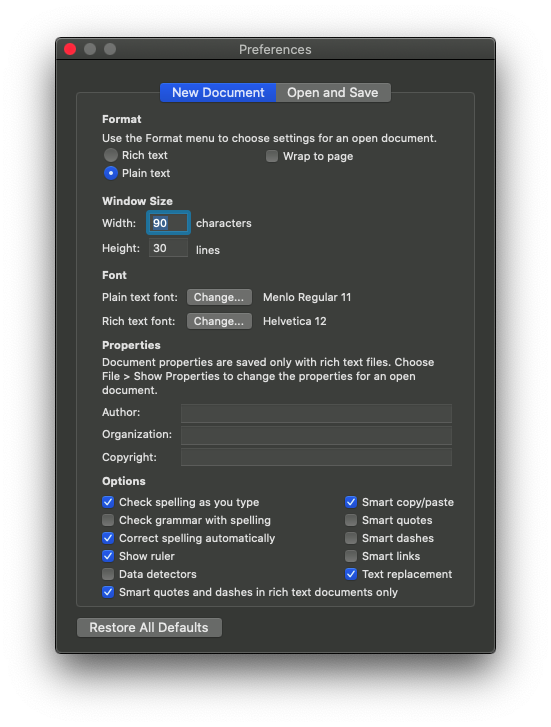 Preferences
New Document Open and Save
Format
Use the Format menu to choose settings for an open document.
Rich text Wrap to page
Plain text
Window Size
Width: 90 characters
Height: 30 lines
Font
Plain text font: Change... Menlo Regular 11
Rich text font: Change... Helvetica 12
Properties
Document properties are saved only with rich text files. Choose
File > Show Properties to change the properties for an open
document.
Author:
Organization:
Copyright:
Options
Check spelling as you type Smart copy/paste
Check grammar with spelling Smart quotes
Correct spelling automatically Smart dashes
Show ruler Smart links
Data detectors Text replacement
Smart quotes and dashes in rich text documents only
Restore All Defaults